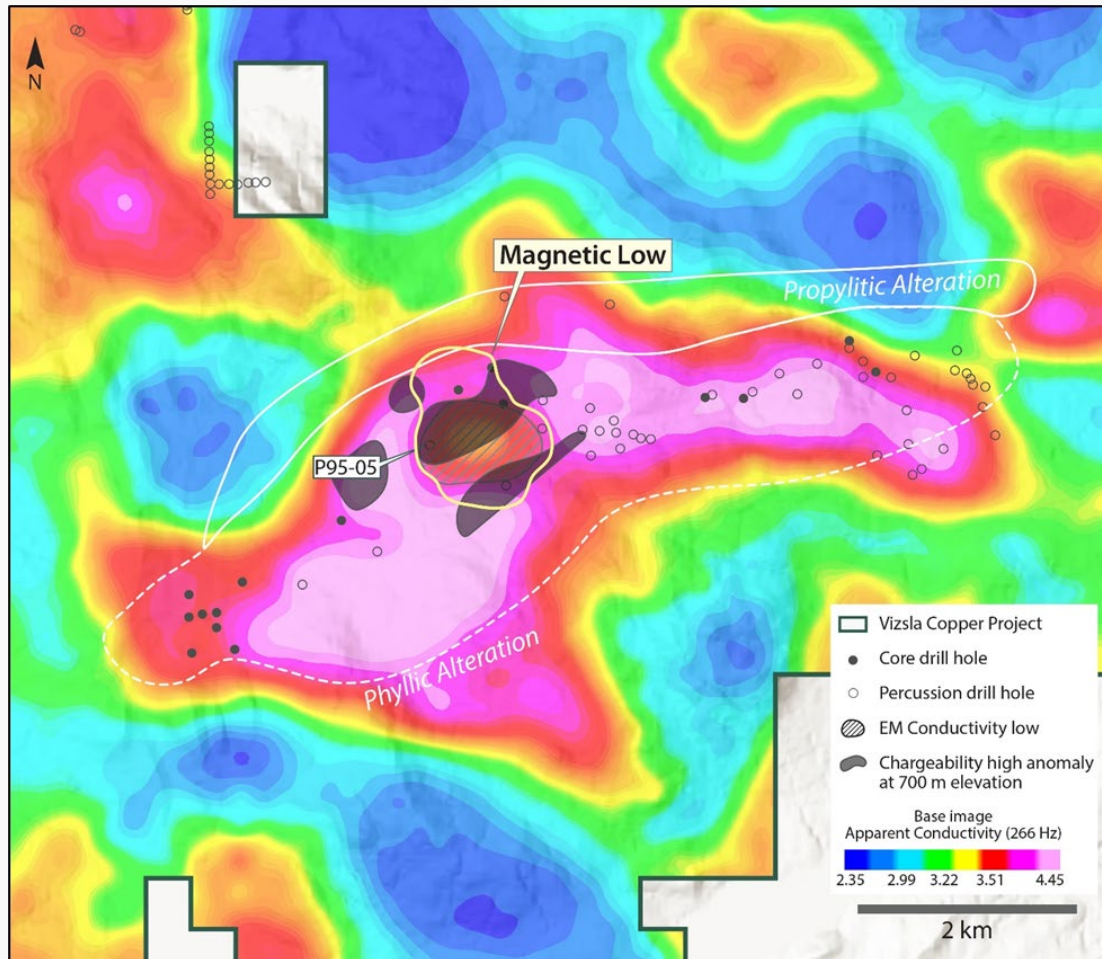 N
Magnetic Low
Propylitic Alteration
P95-05
Phyllic Alteration
Vizsla Copper Project
Core drill hole
Percussion drill hole
EM Conductivity low
Chargeability high anomaly
at 700 m elevation
Base image
Apparent Conductivity (266 Hz)
2.35 2.99 3.22 3.51 4.45
2 km